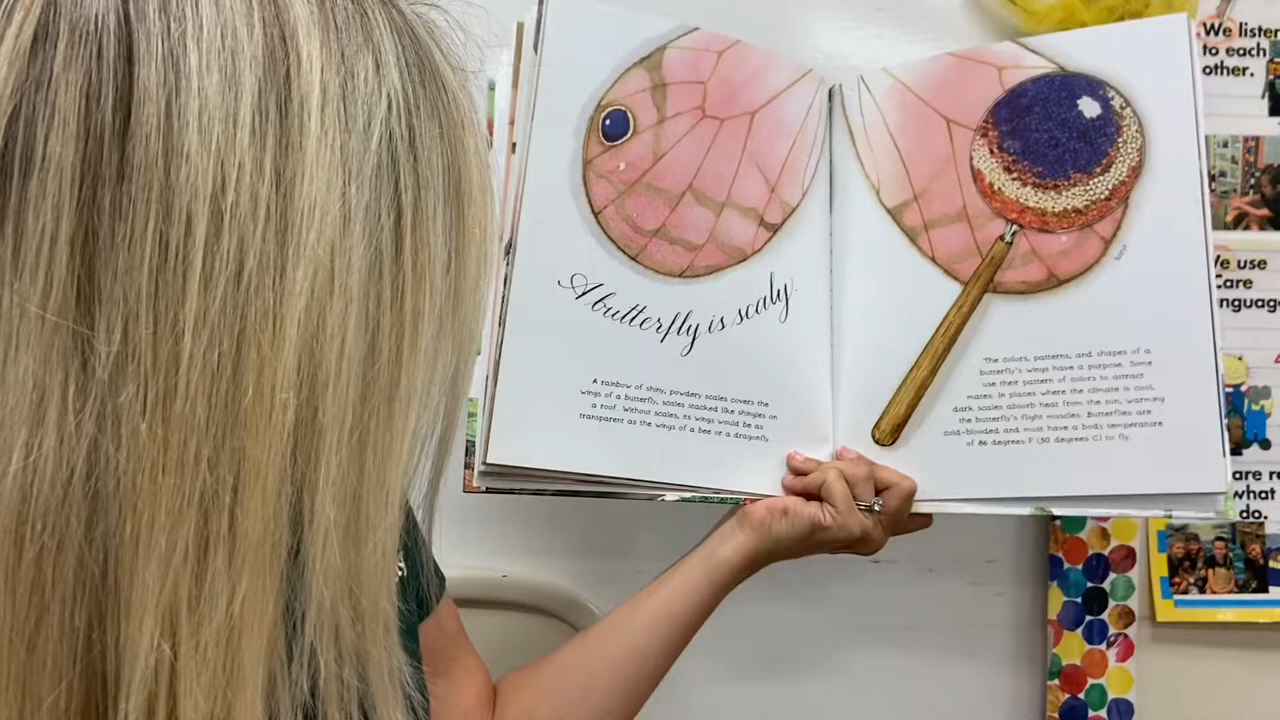 A butterfly is scaly.
A rainbow of shiny, powdery scales covers the
wings of a butterfly, scales stacked like shingles on
a roof. Without scales, its wings would be as
transparent as the wings of a bee or a dragonfly.
The colors, patterns, and shapes of a
butterfly's wings have a purpose. Some
use their pattern of colors to attract
mates. In places where the climate is cool,
dark scales absorb heat from the sun, warming
the butterfly's flight muscles. Butterflies are
cold-blooded and must have a body temperature
of 86 degrees F (30 degrees C) to fly.
We listen
to each
other.
We use
Care
are
what
do.